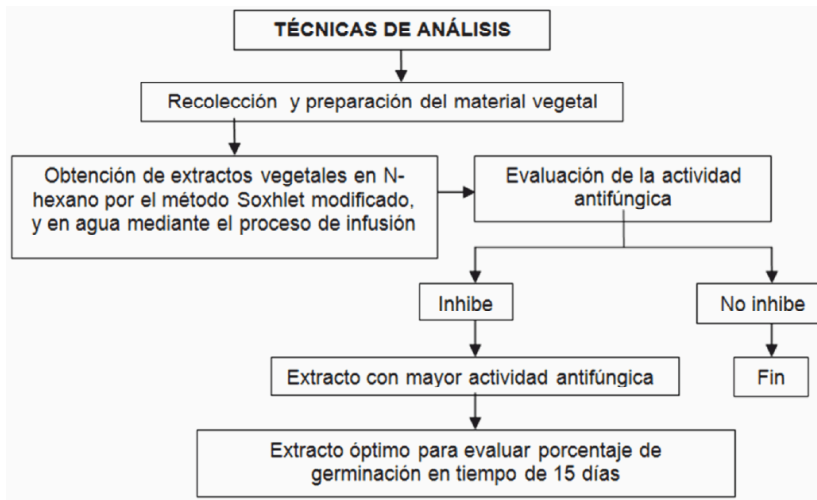 TÉCNICAS DE ANÁLISIS
Recolección y preparación del material vegetal
Obtención de extractos vegetales en N-
hexano por el método Soxhlet modificado,
y en agua mediante el proceso de infusión
Evaluación de la actividad
antifúngica
Inhibe
No inhibe
Extracto con mayor actividad antifúngica
Fin
Extracto óptimo para evaluar porcentaje de
germinación en tiempo de 15 días